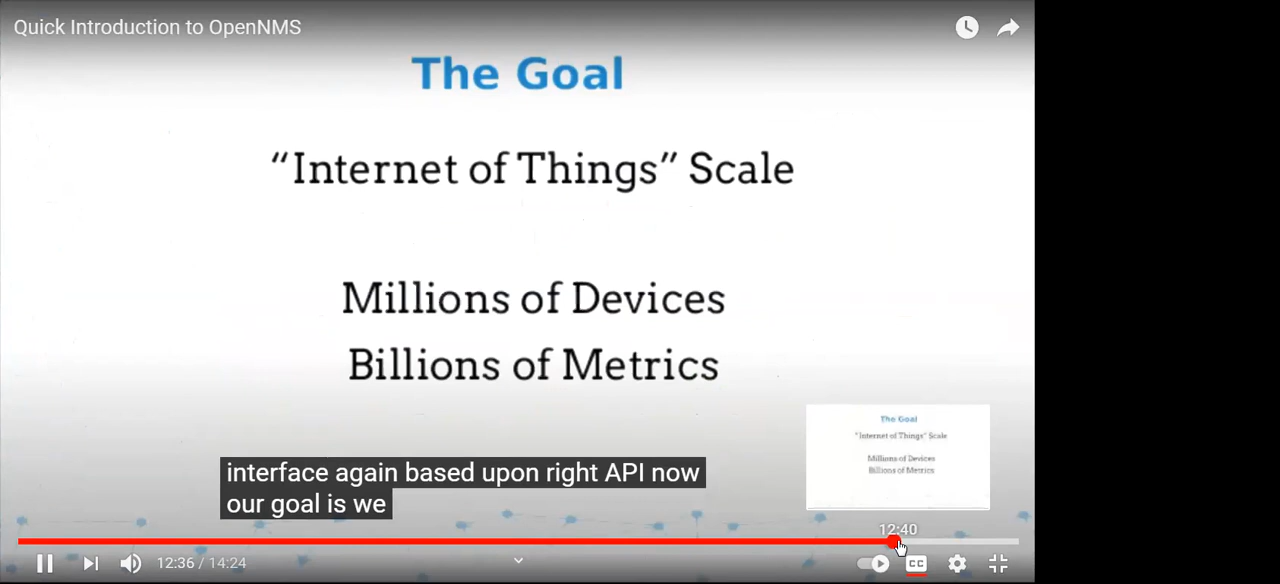 Quick Introduction to OpenNMS
The Goal
“Internet of Things” Scale
Millions of Devices
Billions of Metrics
The Goal
"Internet of Things" Scale
Millions of Devices
Billions of Metrics
interface again based upon right API now
our goal is we
12:40
12:36 / 14:24
CC